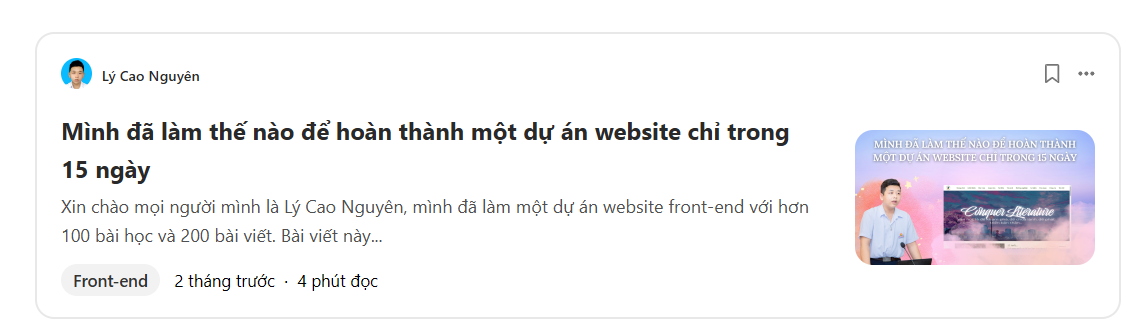 Lý Cao Nguyên
Mình đã làm thế nào để hoàn thành một dự án website chỉ trong
15 ngày
Xin chào mọi người mình là Lý Cao Nguyên, mình đã làm một dự án website front-end với hơn
100 bài học và 200 bài viết. Bài viết này...
Front-end 2 tháng trước · 4 phút đọc
MÌNH ĐÃ LÀM THẾ NÀO ĐỂ HOÀN THÀNH
MỘT DỰ ÁN WEBSITE CHỈ TRONG 15 NGÀY
Conquer Literature